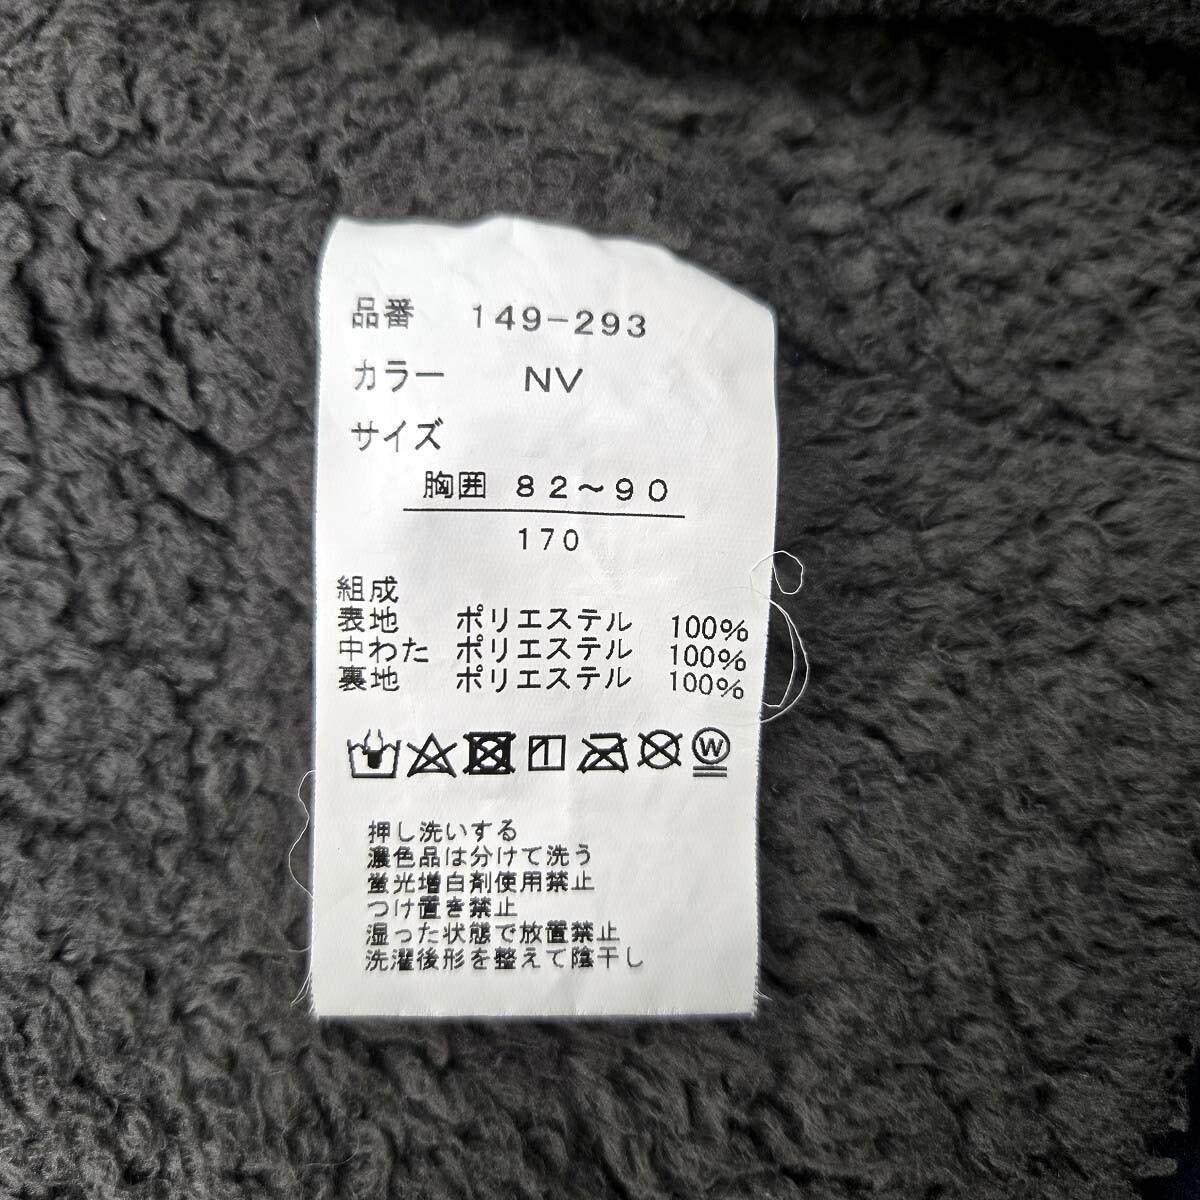 品番 149-293
カラー NV
サイズ
胸囲 82～90
170
組成
表地 ポリエステル 100%
中わた ポリエステル 100%
裏地 ポリエステル 100%
W
押し洗いする
濃色品は分けて洗う
蛍光増白剤使用禁止
つけ置き禁止
湿った状態で放置禁止
洗濯後形を整えて陰干し